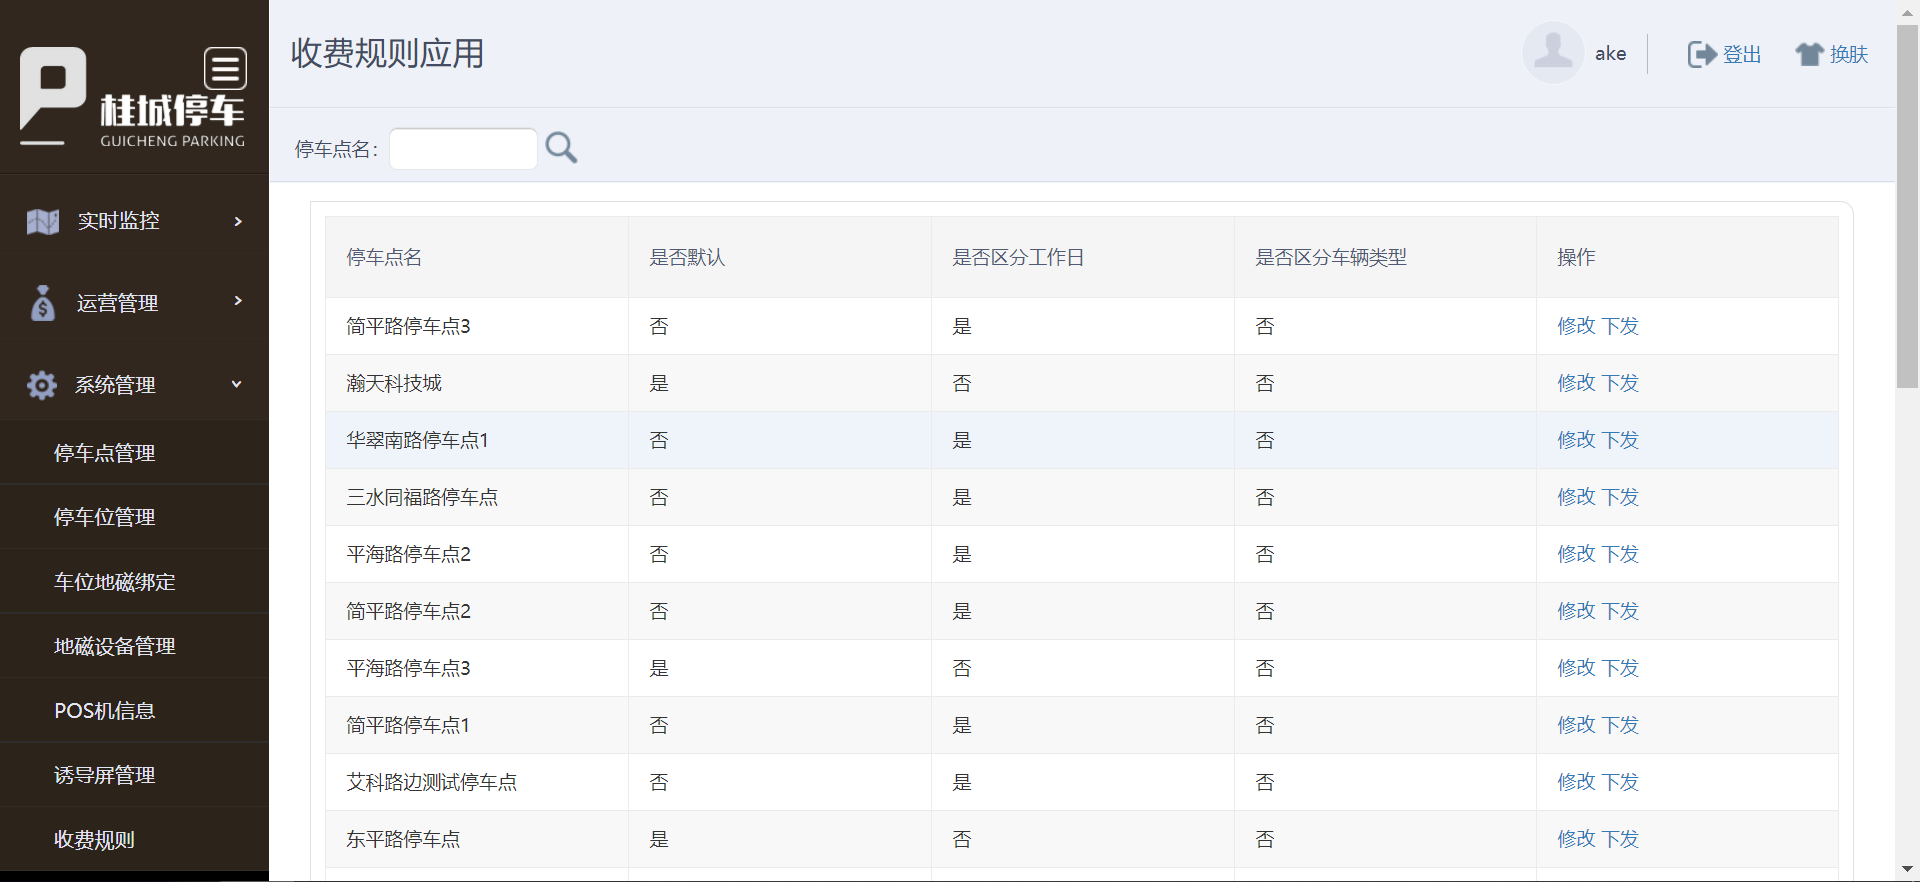 桂城停车
GUICHENG PARKING
实时监控
运营管理
系统管理
停车点管理
停车位管理
车位地磁绑定
地磁设备管理
POS机信息
诱导屏管理
收费规则
收费规则应用
ake 登出 换肤
停车点名：
停车点名 是否默认 是否区分工作日 是否区分车辆类型 操作
简平路停车点3 否 是 否 修改 下发
瀚天科技城 是 否 否 修改 下发
华翠南路停车点1 否 是 否 修改 下发
三水同福路停车点 否 是 否 修改 下发
平海路停车点2 否 是 否 修改 下发
简平路停车点2 否 是 否 修改 下发
平海路停车点3 是 否 否 修改 下发
简平路停车点1 否 是 否 修改 下发
艾科路边测试停车点 否 是 否 修改 下发
东平路停车点 是 否 否 修改 下发